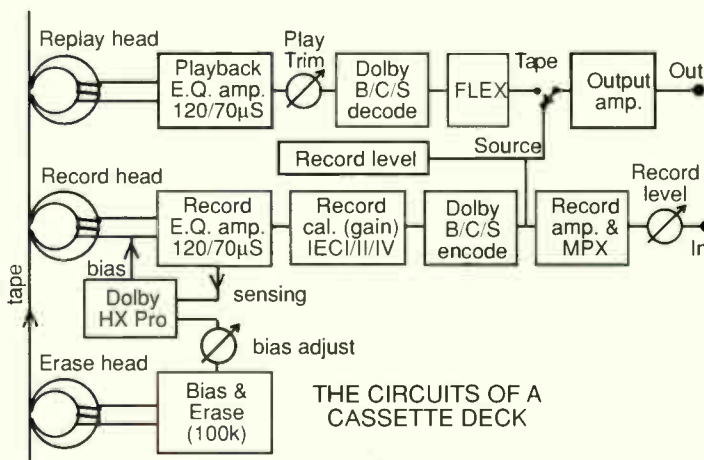 Replay head
Playback
E.Q. amp.
120/70µS
Play
Trim
Dolby
B/C/S
decode
FLEX
Tape
Output
amp.
Out
Record level
Source
Record head
Record
E.Q. amp.
120/70µS
Record
cal. (gain)
IECI/II/IV
Dolby
B/C/S
encode
Record
amp. &
MPX
Record
level
In
tape
bias
sensing
Dolby
HX Pro
bias adjust
Erase head
Bias &
Erase
(100k)
THE CIRCUITS OF A
CASSETTE DECK